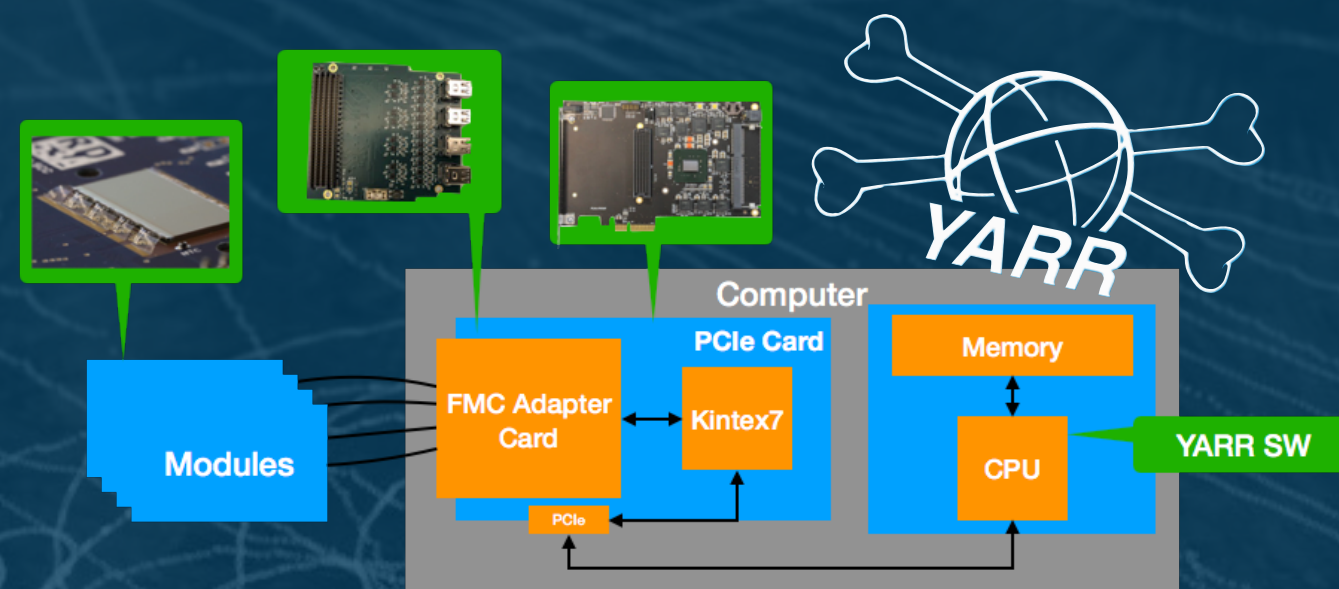 YARR
Computer
PCIe Card
Memory
FMC Adapter
Card
Kintex7
Modules
CPU
YARR SW
PCIe